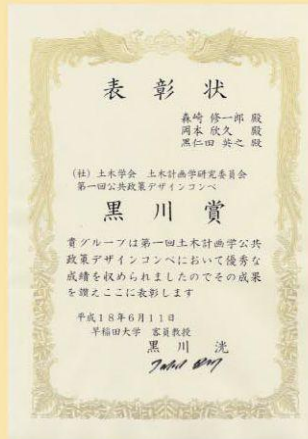 表彰状
森崎 修一郎 殿
岡本 欣久 殿
黒仁田 英之 殿
(社)土木学会 土木計画学研究委員会
第一回公共政策デザインコンペ
黒川賞
貴グループは第一回土木計画学公共
政策デザインコンペにおいて優秀な
成績を収められましたのでその成果
を讃えここに表彰します
平成18年6月11日
早稲田大学 客員教授
黒川 洸